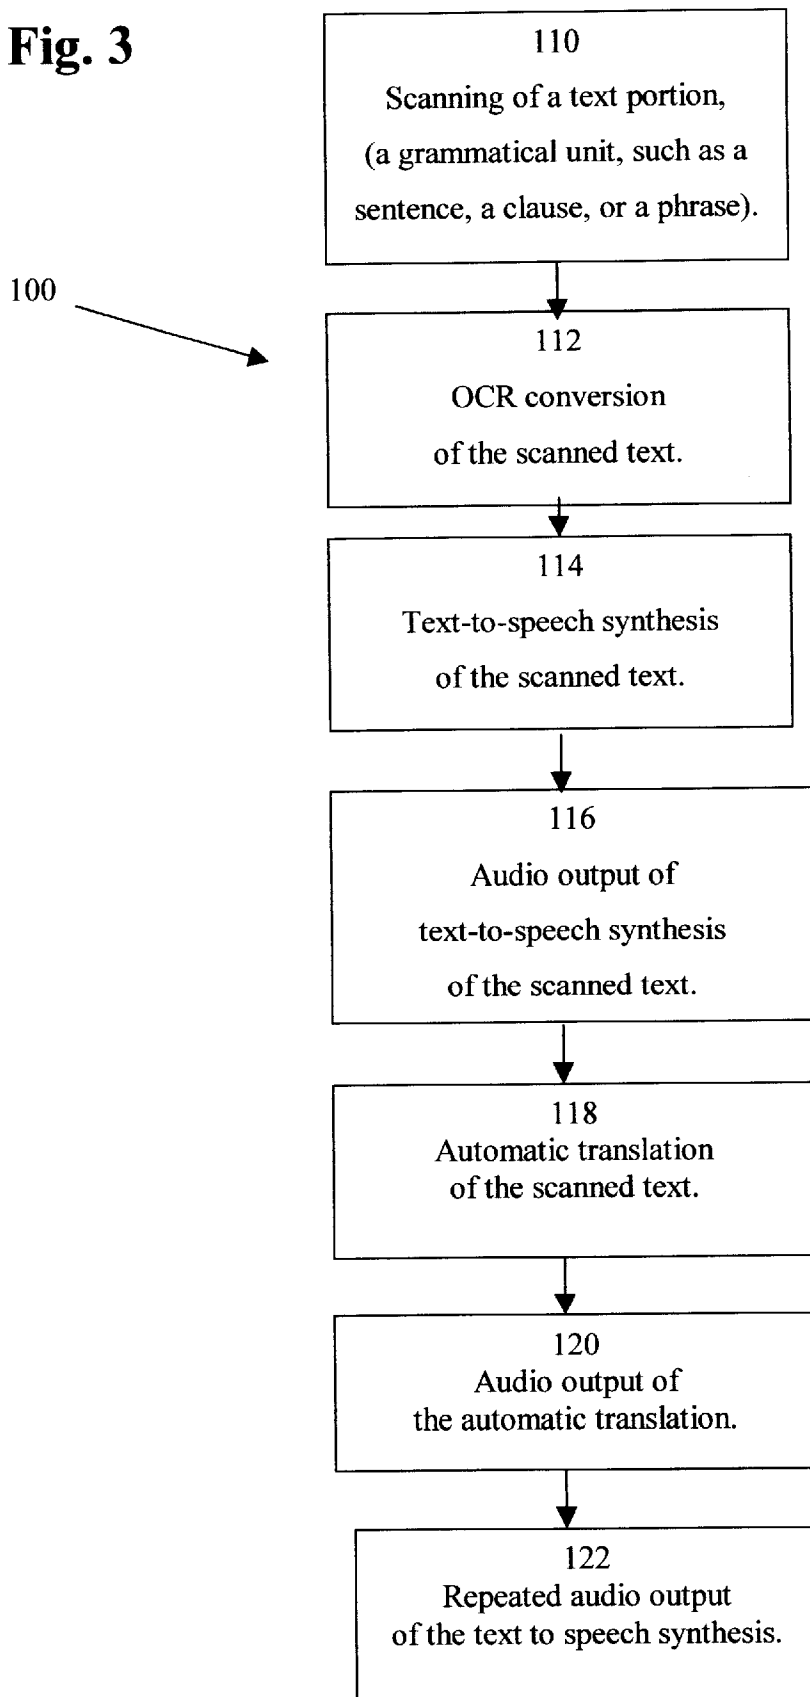 Fig. 3
110
Scanning of a text portion,
(a grammatical unit, such as a
sentence, a clause, or a phrase).
100
112
OCR conversion
of the scanned text.
114
Text-to-speech synthesis
of the scanned text.
116
Audio output of
text-to-speech synthesis
of the scanned text.
118
Automatic translation
of the scanned text.
120
Audio output of
the automatic translation.
122
Repeated audio output
of the text to speech synthesis.